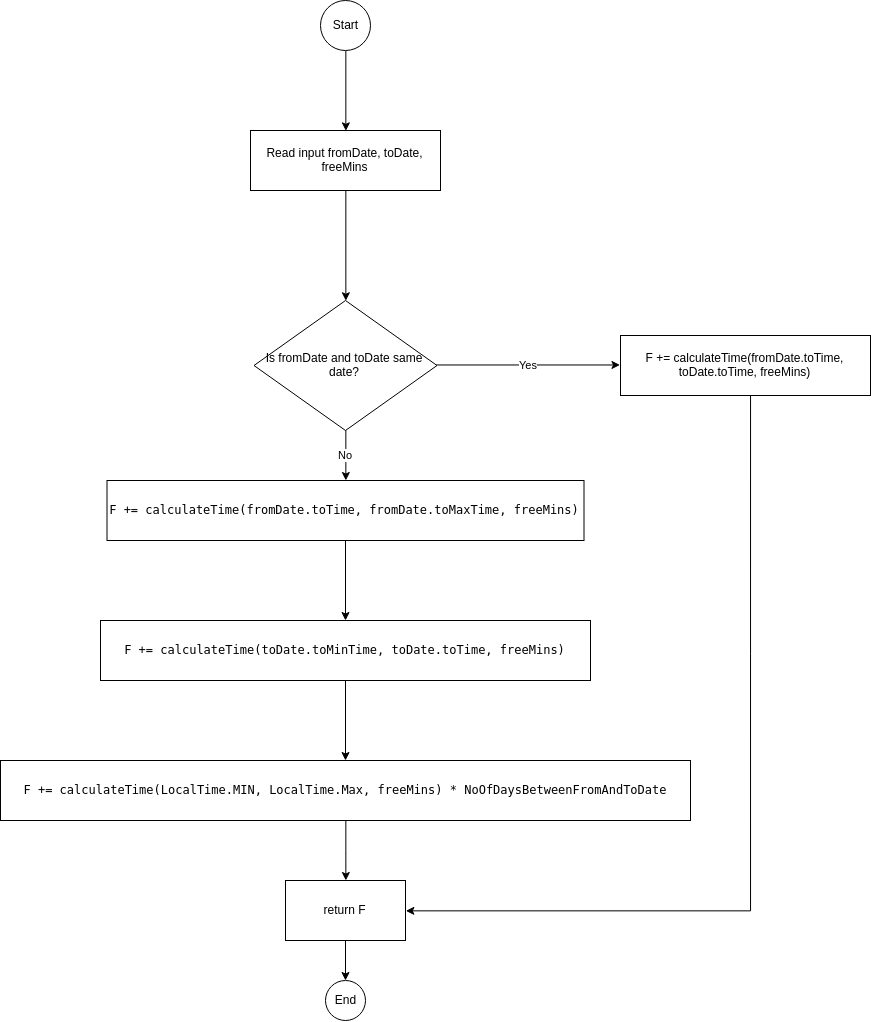 Start
Read input fromDate, toDate,
freeMins
Is fromDate and toDate same
date?
Yes
F += calculateTime(fromDate.toTime,
toDate.toTime, freeMins)
No
F += calculateTime(fromDate.toTime, fromDate.toMaxTime, freeMins)
F += calculateTime(toDate.toMinTime, toDate.toTime, freeMins)
F += calculateTime(LocalTime.MIN, LocalTime.Max, freeMins) * NoOfDaysBetweenFromAndToDate
return F
End